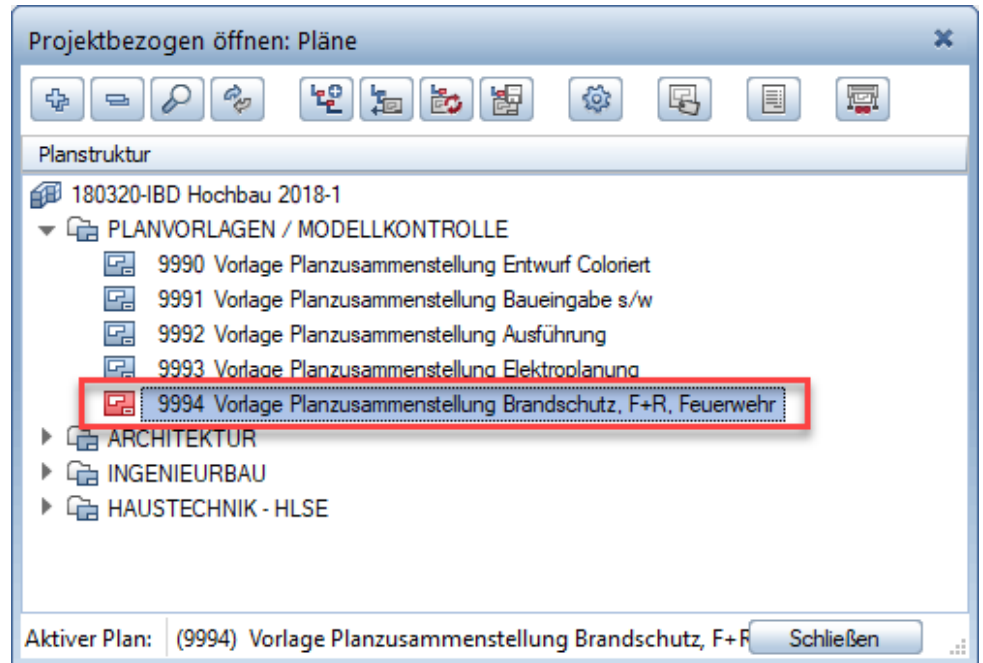 Projektbezogen öffnen: Pläne
Planstruktur
180320-IBD Hochbau 2018-1
PLANVORLAGEN / MODELLKONTROLLE
9990 Vorlage Planzusammenstellung Entwurf Coloriert
9991 Vorlage Planzusammenstellung Baueingabe s/w
9992 Vorlage Planzusammenstellung Ausführung
9993 Vorlage Planzusammenstellung Elektroplanung
9994 Vorlage Planzusammenstellung Brandschutz, F+R, Feuerwehr
ARCHITEKTUR
INGENIEURBAU
HAUSTECHNIK - HLSE
Aktiver Plan: (9994) Vorlage Planzusammenstellung Brandschutz, F+R Schließen